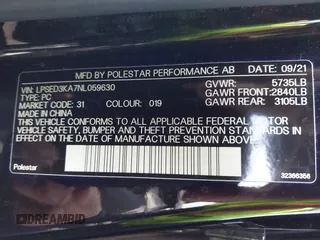 MFD BY POLESTAR PERFORMANCE AB 09/21
VIN: LPSED3KA7NL059630 GVWR: 5735LB
TYPE: PC GAWR FRONT:2840LB
MARKET CODE: 31 COLOUR: 019 GAWR REAR: 3105LB
MADE IN CHINA
THIS VEHICLE CONFORMS TO ALL APPLICABLE FEDERAL MOTOR VEHICLE
SAFETY, BUMPER, AND THEFT PREVENTION STANDARDS IN
EFFECT ON THE DATE OF MANUFACTURE SHOWN ABOVE.
Polestar 32366356
DREAMBID